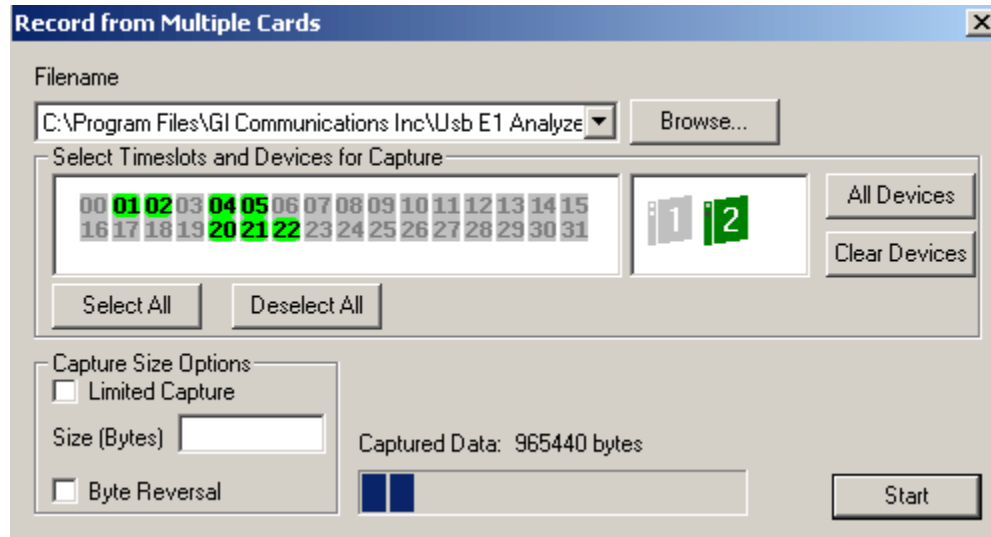 Record from Multiple Cards
Filename
C:\Program Files\Gl Communications Inc\Usb E1 Analyze
Browse...
Select Timeslots and Devices for Capture
00 01 02 03 04 05 06 07 08 09 10 11 12 13 14 15
16 17 18 19 20 21 22 23 24 25 26 27 28 29 30 31
1 2
All Devices
Clear Devices
Select All
Deselect All
Capture Size Options
Limited Capture
Size (Bytes)
Byte Reversal
Captured Data: 965440 bytes
Start